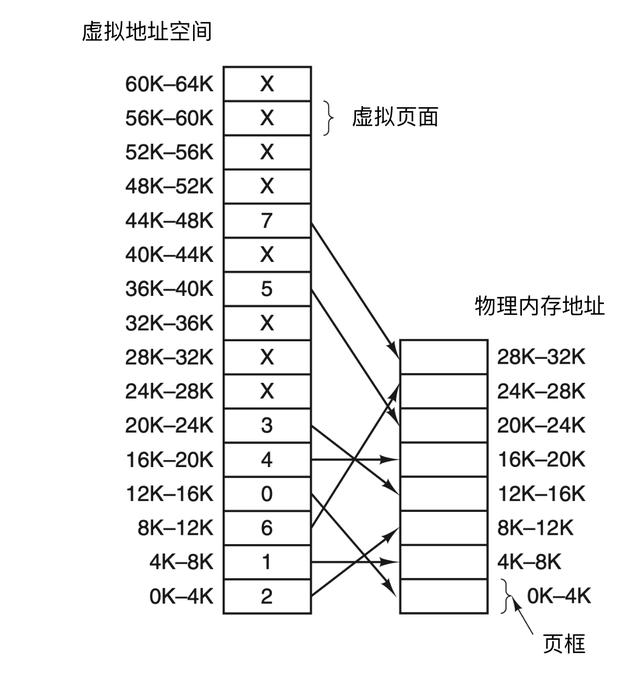 虚拟地址空间
60K–64K X
56K–60K X 虚拟页面
52K–56K X
48K–52K X
44K–48K 7
40K–44K X
36K–40K 5
物理内存地址
32K–36K X
28K–32K X 28K–32K
24K–28K X 24K–28K
20K–24K 3 20K–24K
16K–20K 4 16K–20K
12K–16K 0 12K–16K
8K–12K 6 8K–12K
4K–8K 1 4K–8K
0K–4K 2 0K–4K
页框